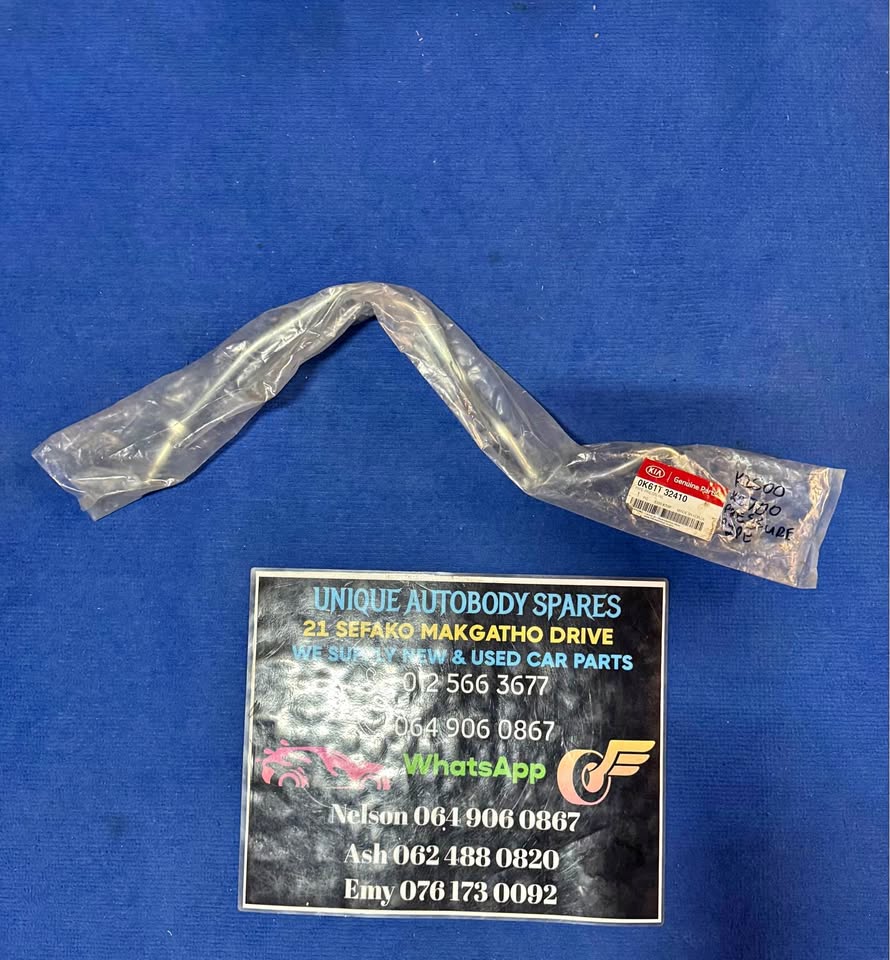 KIA Genuine Parts
0K61T 32410
K2500
K2700
PRESSURE
PIPE
UNIQUE AUTOBODY SPARES
21 SEFAKO MAKGATHO DRIVE
WE SUPPLY NEW & USED CAR PARTS
012 566 3677
064 906 0867
WhatsApp
Nelson 064 906 0867
Ash 062 488 0820
Emy 076 173 0092